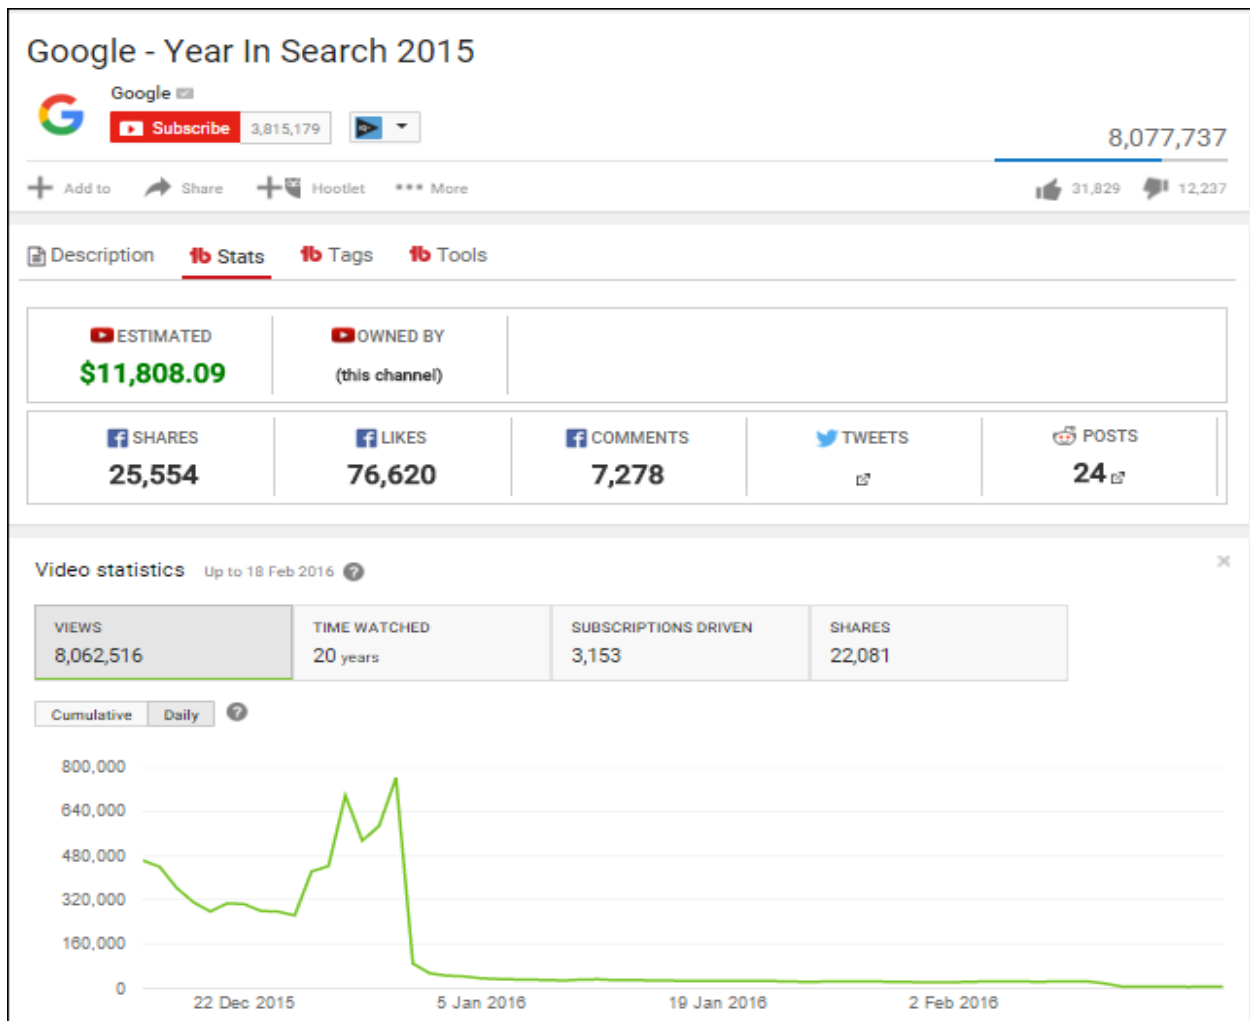 Google - Year In Search 2015
Google
Subscribe 3,815,179
8,077,737
Add to Share Hootlet More 31,829 12,237
Description Stats Tags Tools
ESTIMATED OWNED BY
$11,808.09 (this channel)
SHARES LIKES COMMENTS TWEETS POSTS
25,554 76,620 7,278 24
Video statistics Up to 18 Feb 2016 ?
VIEWS TIME WATCHED SUBSCRIPTIONS DRIVEN SHARES
8,062,516 20 years 3,153 22,081
Cumulative Daily ?
800,000
640,000
480,000
320,000
160,000
0
22 Dec 2015 5 Jan 2016 19 Jan 2016 2 Feb 2016